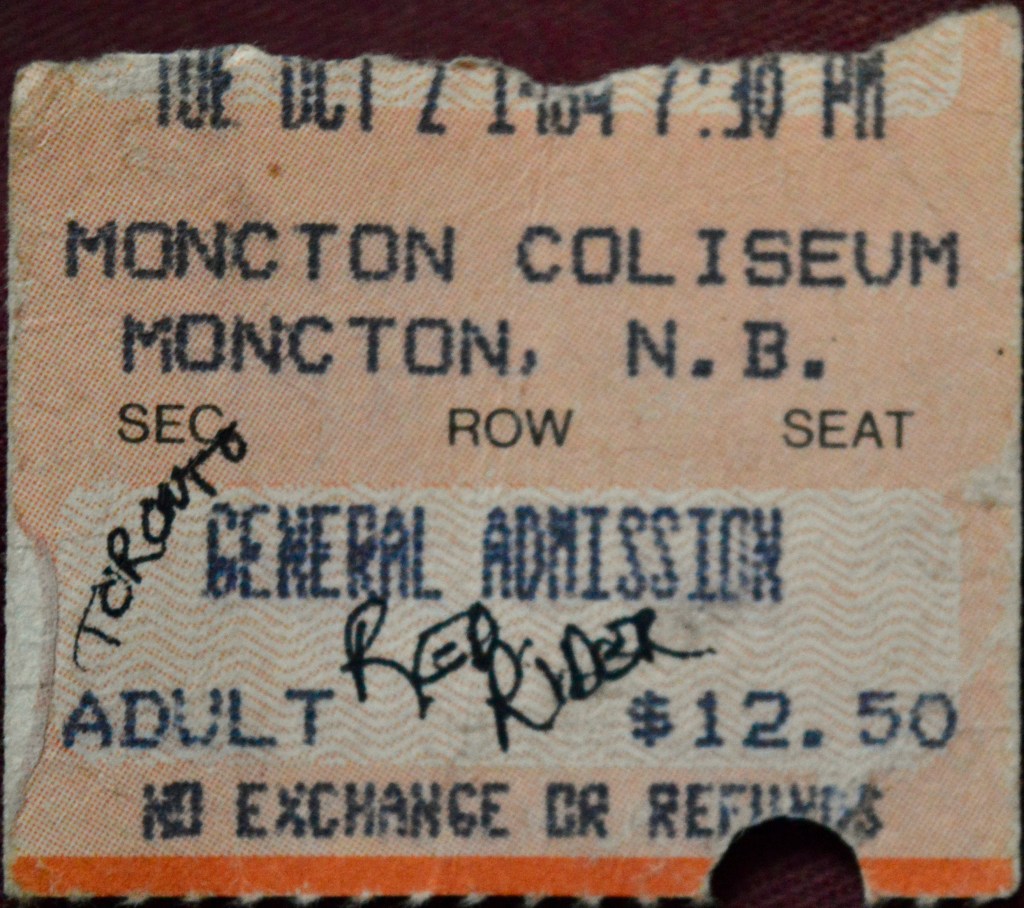 TUE OCT 2 1984 7:30 PM
MONCTON COLISEUM
MONCTON, N.B.
SEC ROW SEAT
TORONTO
GENERAL ADMISSION
RED RIDER
ADULT $12.50
NO EXCHANGE OR REFUNDS